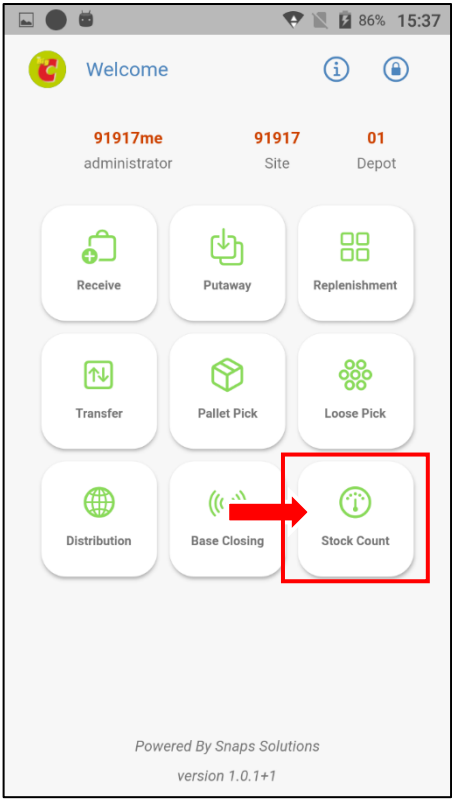 86% 15:37
Welcome
91917me 91917 01
administrator Site Depot
Receive Putaway Replenishment
Transfer Pallet Pick Loose Pick
Distribution Base Closing Stock Count
Powered By Snaps Solutions
version 1.0.1+1